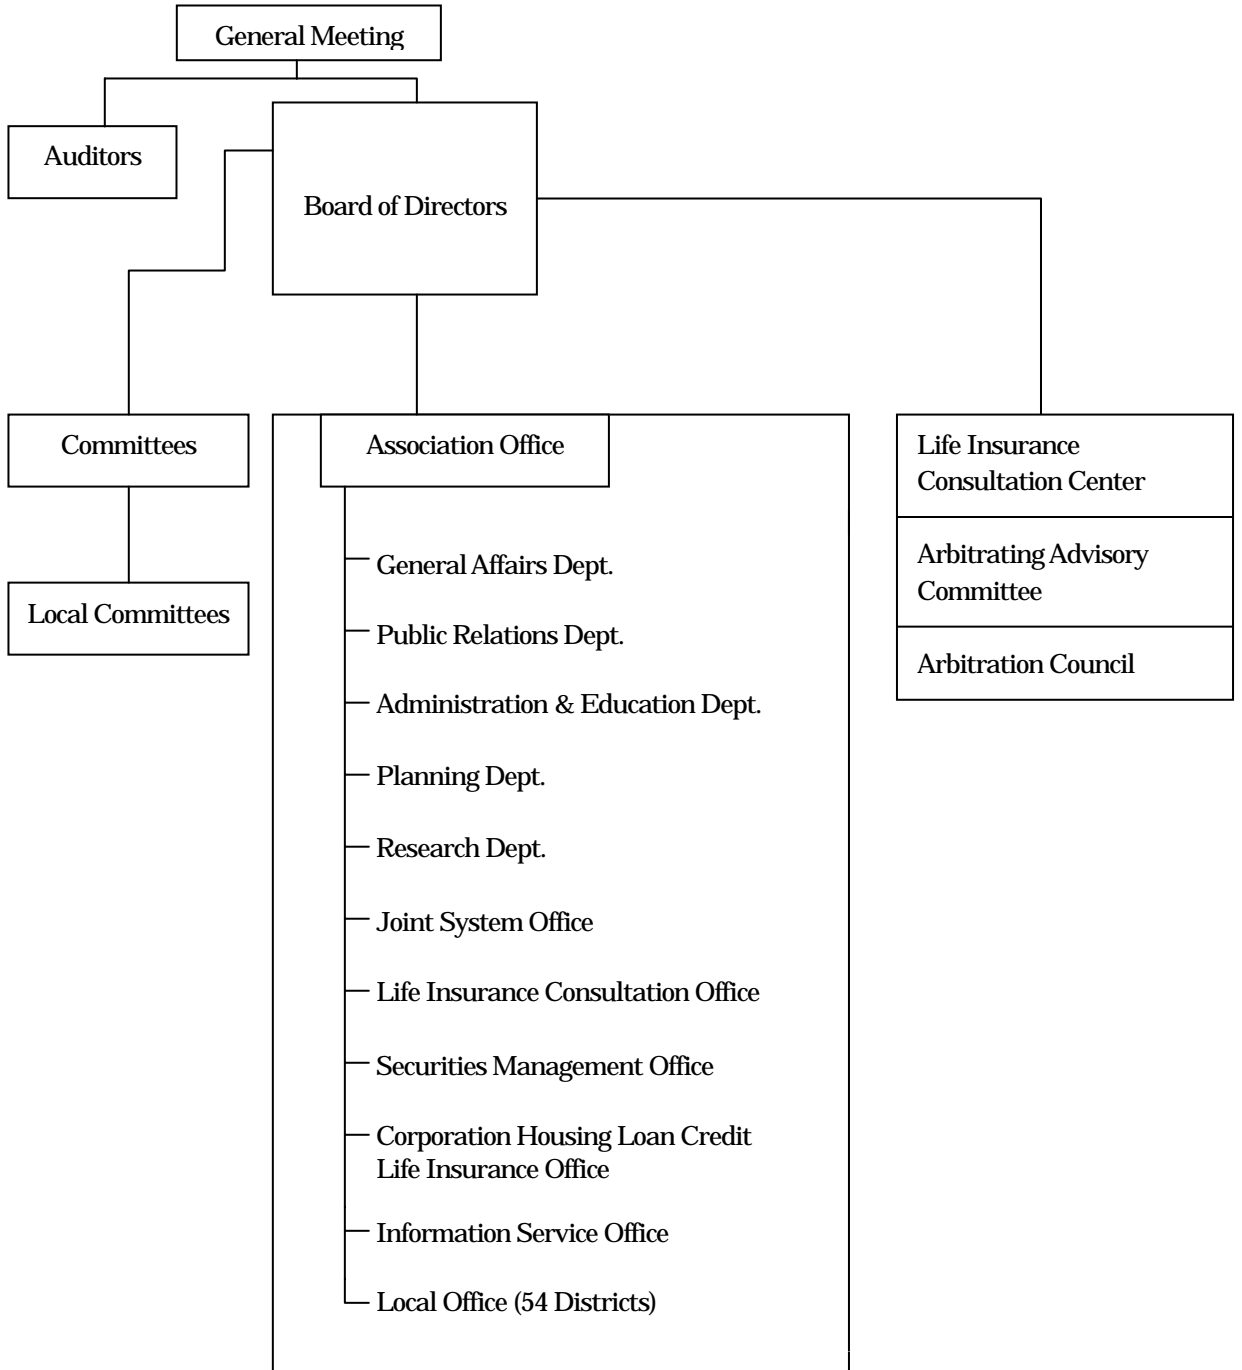 General Meeting
Auditors
Board of Directors
Committees
Association Office
Life Insurance
Consultation Center
Arbitrating Advisory
Committee
Arbitration Council
Local Committees
General Affairs Dept.
Public Relations Dept.
Administration & Education Dept.
Planning Dept.
Research Dept.
Joint System Office
Life Insurance Consultation Office
Securities Management Office
Corporation Housing Loan Credit
Life Insurance Office
Information Service Office
Local Office (54 Districts)